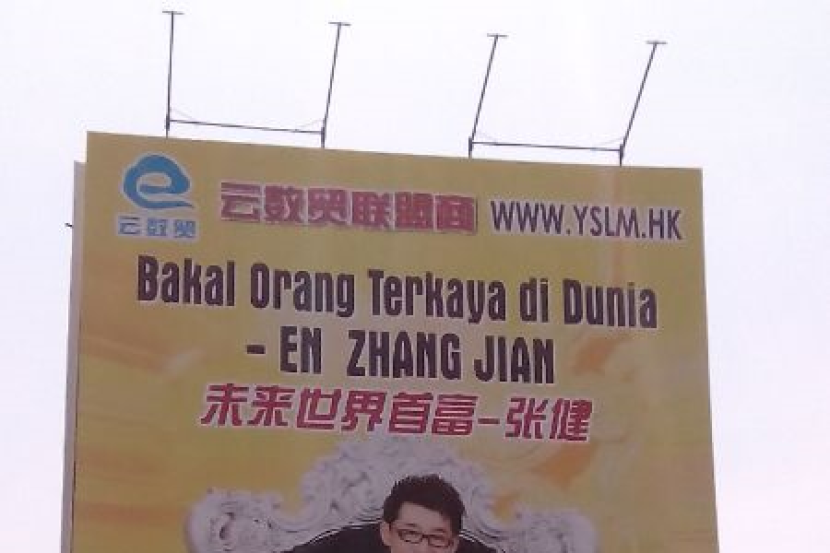 云数贸
云数贸联盟商 WWW.YSLM.HK
Bakal Orang Terkaya di Dunia
- EN ZHANG JIAN
未来世界首富-张健